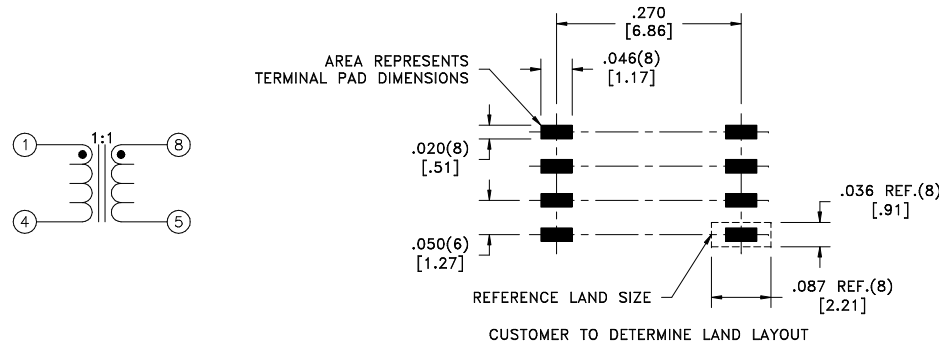 1:1
1
8
4
5
.270
[6.86]
AREA REPRESENTS
TERMINAL PAD DIMENSIONS
.046(8)
[1.17]
.020(8)
[.51]
.036 REF.(8)
[.91]
.050(6)
[1.27]
REFERENCE LAND SIZE
.087 REF.(8)
[2.21]
CUSTOMER TO DETERMINE LAND LAYOUT